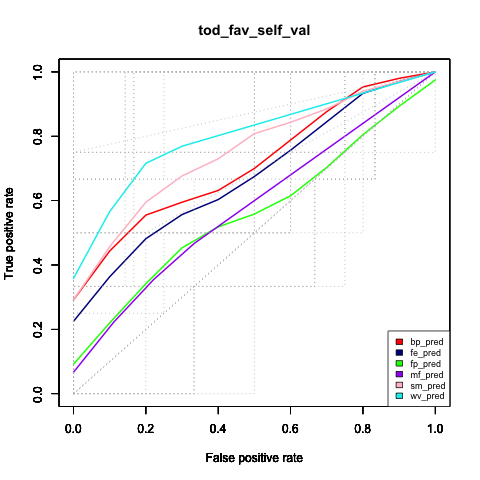 tod_fav_self_val
True positive rate
1.0
0.8
0.6
0.4
0.2
0.0
bp_pred
fe_pred
fp_pred
mf_pred
sm_pred
wv_pred
0.0 0.2 0.4 0.6 0.8 1.0
False positive rate